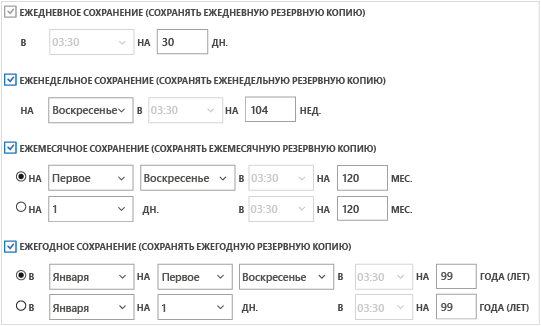 ЕЖЕДНЕВНОЕ СОХРАНЕНИЕ (СОХРАНЯТЬ ЕЖЕДНЕВНУЮ РЕЗЕРВНУЮ КОПИЮ)
В 03:30 НА 30 ДН.
ЕЖЕНЕДЕЛЬНОЕ СОХРАНЕНИЕ (СОХРАНЯТЬ ЕЖЕНЕДЕЛЬНУЮ РЕЗЕРВНУЮ КОПИЮ)
НА Воскресенье В 03:30 НА 104 НЕД.
ЕЖЕМЕСЯЧНОЕ СОХРАНЕНИЕ (СОХРАНЯТЬ ЕЖЕМЕСЯЧНУЮ РЕЗЕРВНУЮ КОПИЮ)
НА Первое Воскресенье В 03:30 НА 120 МЕС.
НА 1 ДН. В 03:30 НА 120 МЕС.
ЕЖЕГОДНОЕ СОХРАНЕНИЕ (СОХРАНЯТЬ ЕЖЕГОДНУЮ РЕЗЕРВНУЮ КОПИЮ)
В Января НА Первое Воскресенье В 03:30 НА 99 ГОДА (ЛЕТ)
В Января НА 1 ДН. В 03:30 НА 99 ГОДА (ЛЕТ)